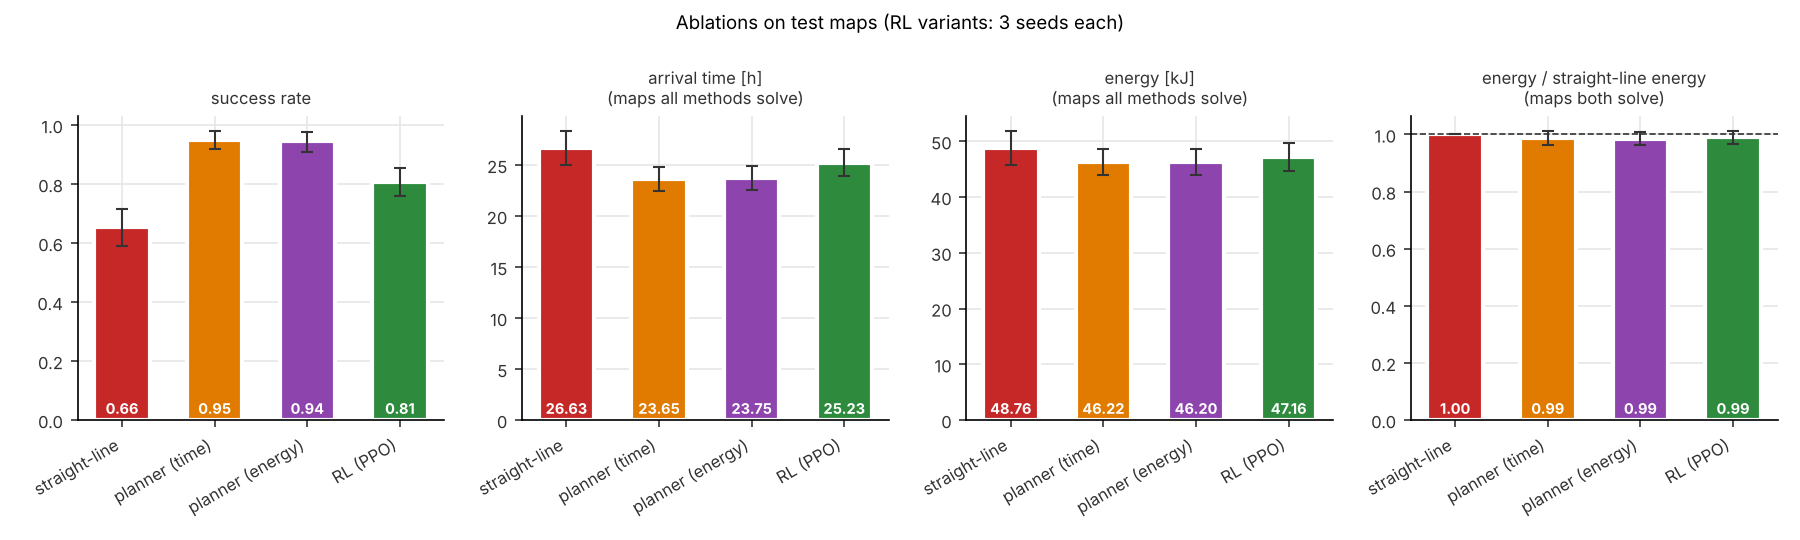 Ablations on test maps (RL variants: 3 seeds each)
success rate
1.0
0.8
0.6
0.4
0.2
0.0
0.66
0.95
0.94
0.81
straight-line
planner (time)
planner (energy)
RL (PPO)
arrival time [h]
(maps all methods solve)
25
20
15
10
5
0
26.63
23.65
23.75
25.23
straight-line
planner (time)
planner (energy)
RL (PPO)
energy [kJ]
(maps all methods solve)
50
40
30
20
10
0
48.76
46.22
46.20
47.16
straight-line
planner (time)
planner (energy)
RL (PPO)
energy / straight-line energy
(maps both solve)
1.0
0.8
0.6
0.4
0.2
0.0
1.00
0.99
0.99
0.99
straight-line
planner (time)
planner (energy)
RL (PPO)